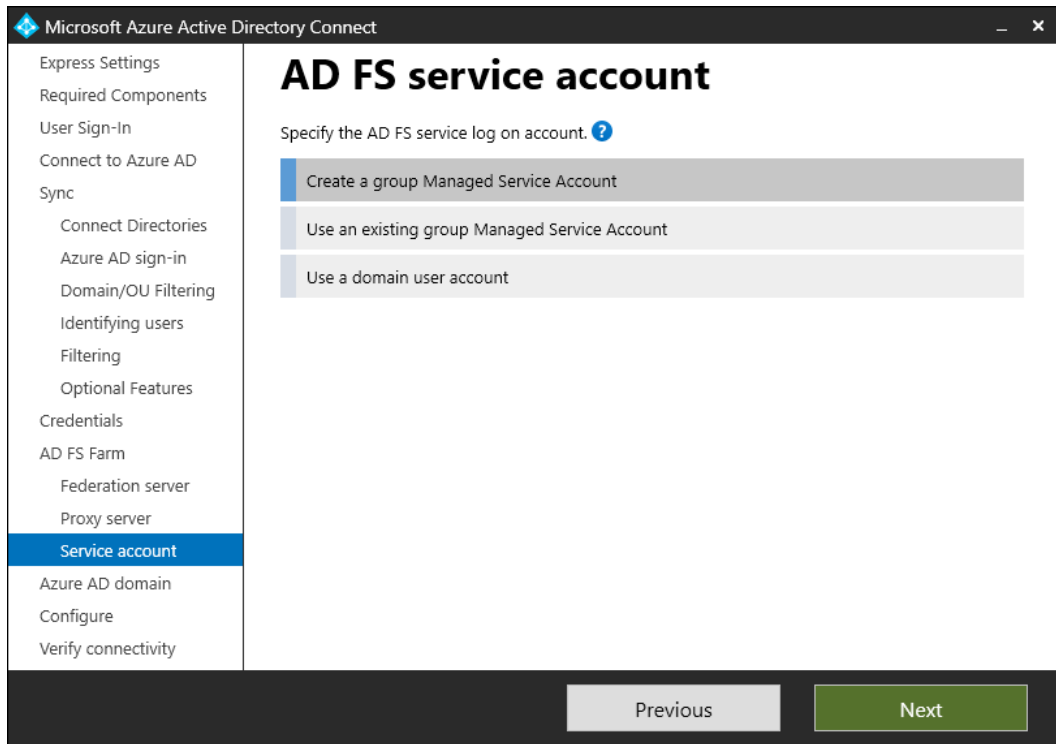 Microsoft Azure Active Directory Connect
Express Settings
Required Components
User Sign-In
Connect to Azure AD
Sync
Connect Directories
Azure AD sign-in
Domain/OU Filtering
Identifying users
Filtering
Optional Features
Credentials
AD FS Farm
Federation server
Proxy server
Service account
Azure AD domain
Configure
Verify connectivity
AD FS service account
Specify the AD FS service log on account. ?
Create a group Managed Service Account
Use an existing group Managed Service Account
Use a domain user account
Previous
Next